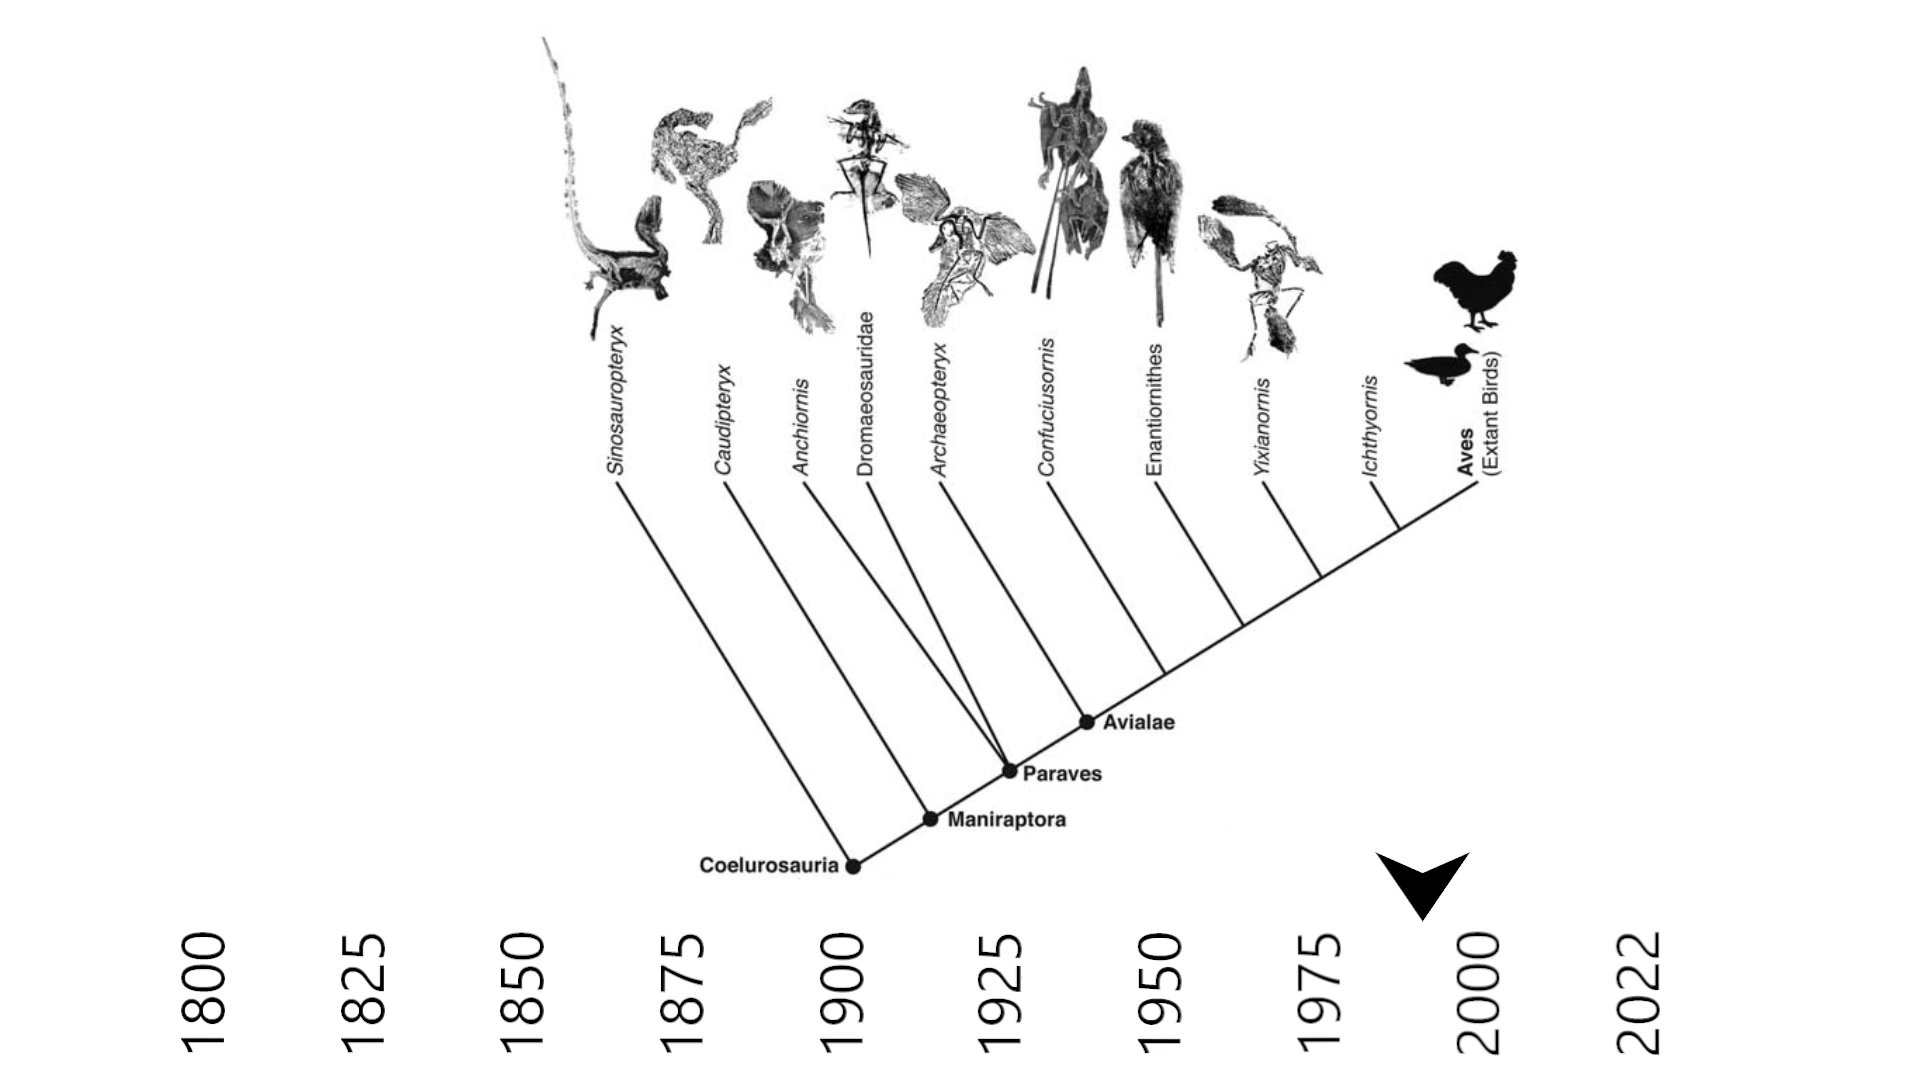 Sinosauropteryx
Caudipteryx
Anchiornis
Dromaeosauridae
Archaeopteryx
Confuciusornis
Enantiornithes
Yixianornis
Ichthyornis
Aves
(Extant Birds)
Avialae
Paraves
Maniraptora
Coelurosauria
1800
1825
1850
1875
1900
1925
1950
1975
2000
2022